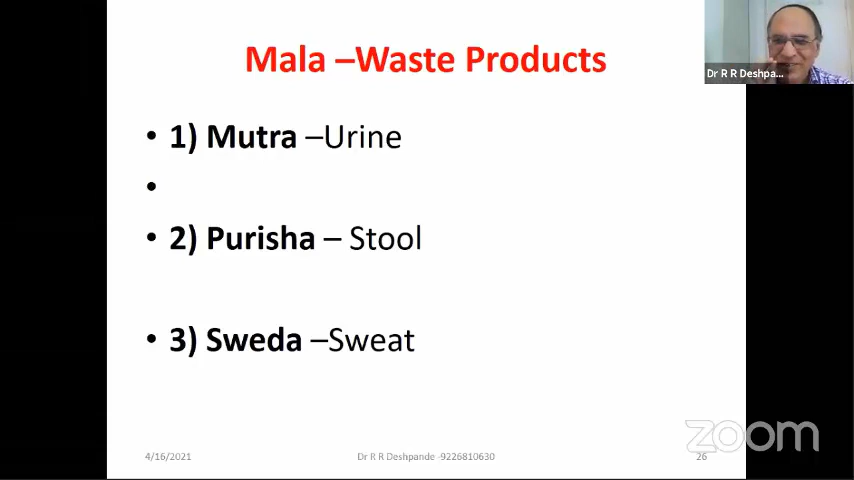 Mala –Waste Products
Dr R R Deshpa...
• 1) Mutra –Urine
•
• 2) Purisha – Stool
• 3) Sweda –Sweat
4/16/2021
Dr R R Deshpande -9226810630
26
zoom